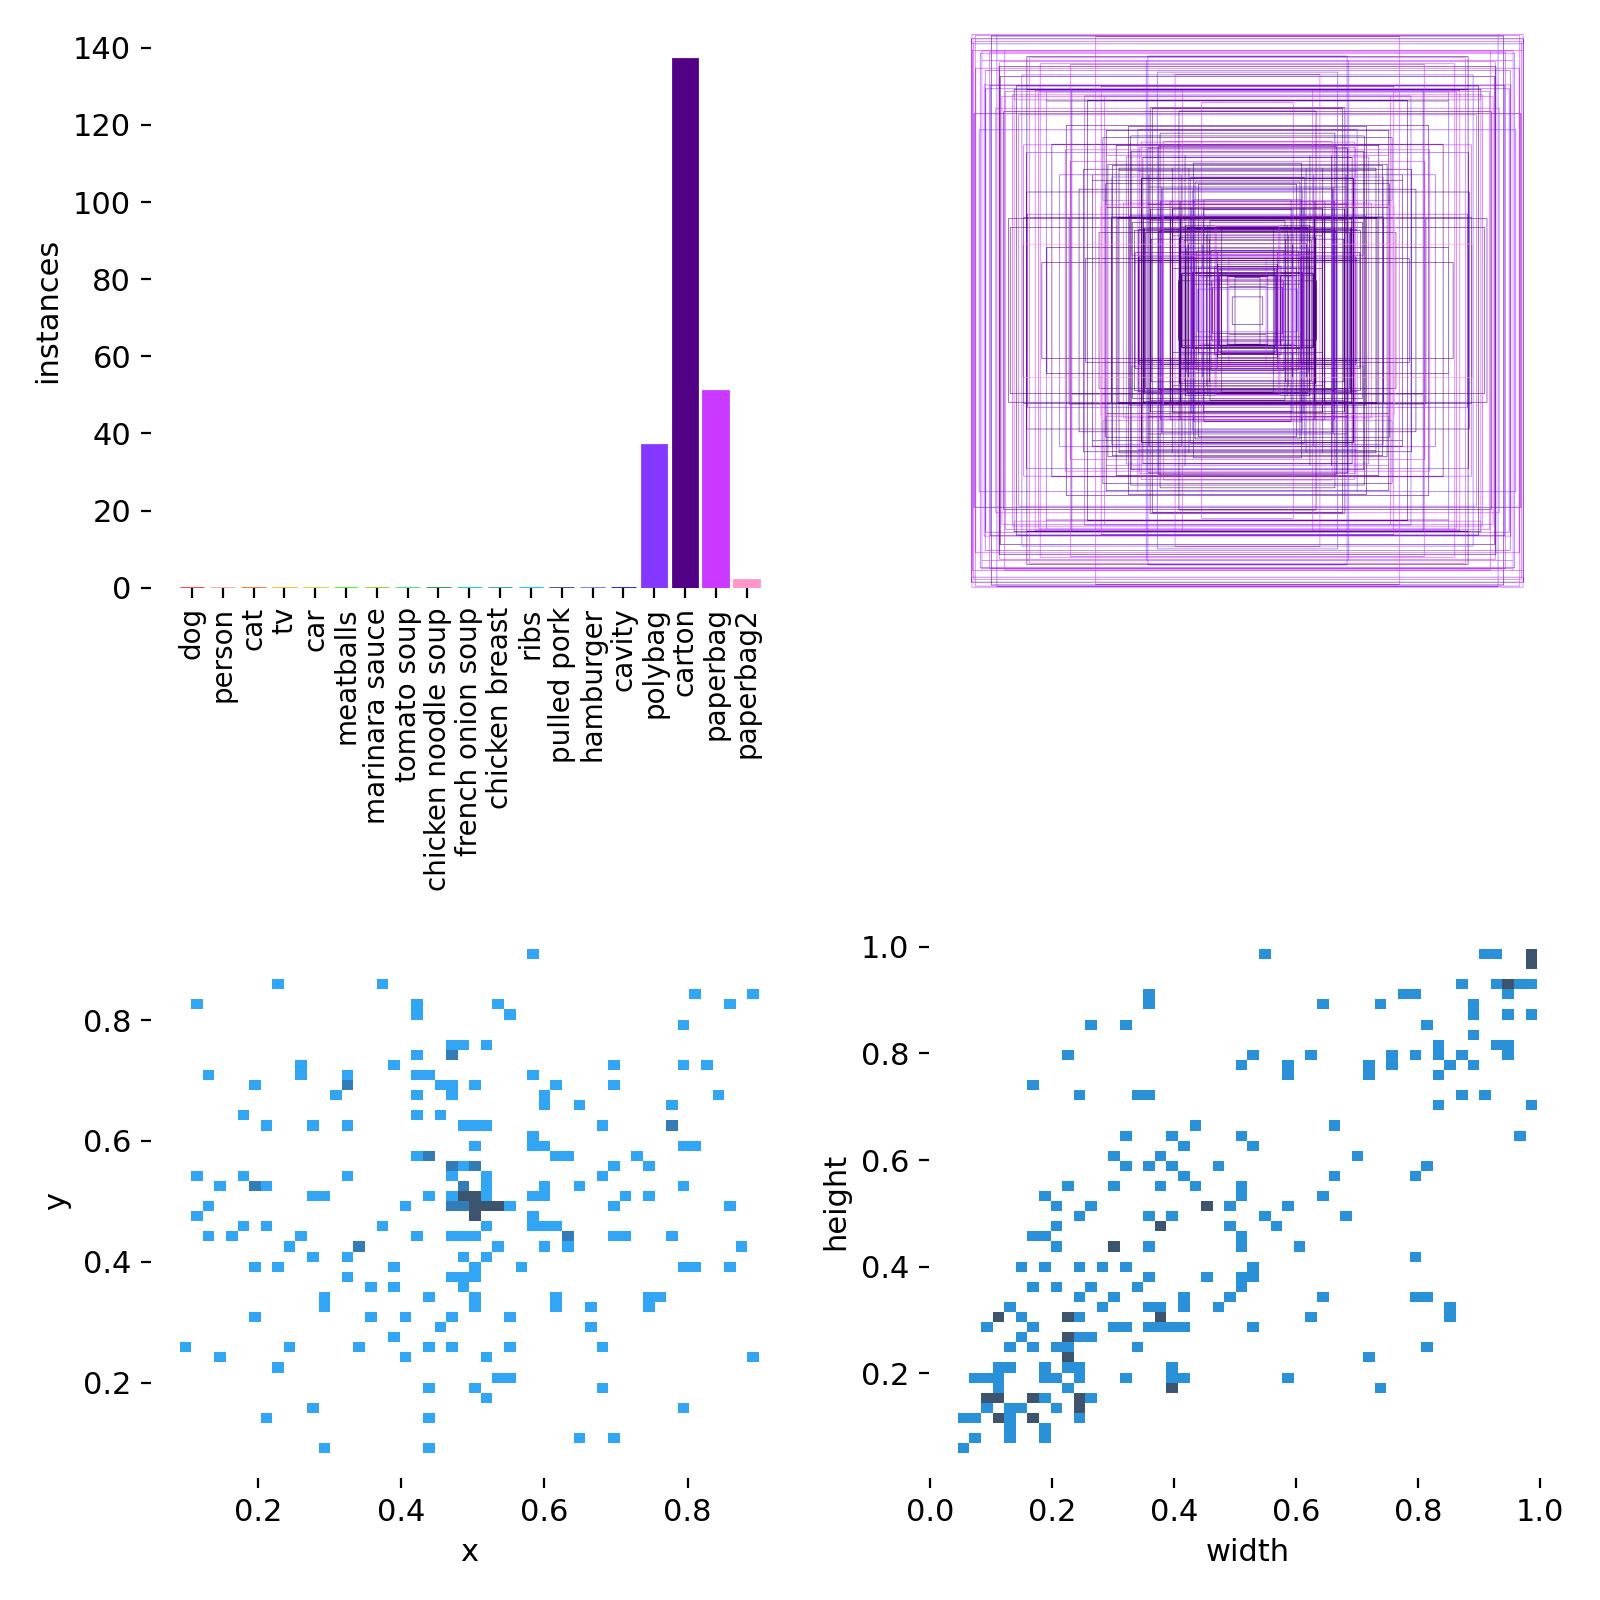 140
120
100
80
60
40
20
0
instances
dog
person
cat
tv
car
meatballs
marinara sauce
tomato soup
chicken noodle soup
french onion soup
chicken breast
ribs
pulled pork
hamburger
cavity
polybag
carton
paperbag
paperbag2
0.8
0.6
0.4
0.2
y
0.2 0.4 0.6 0.8
x
1.0
0.8
0.6
0.4
0.2
height
0.0 0.2 0.4 0.6 0.8 1.0
width